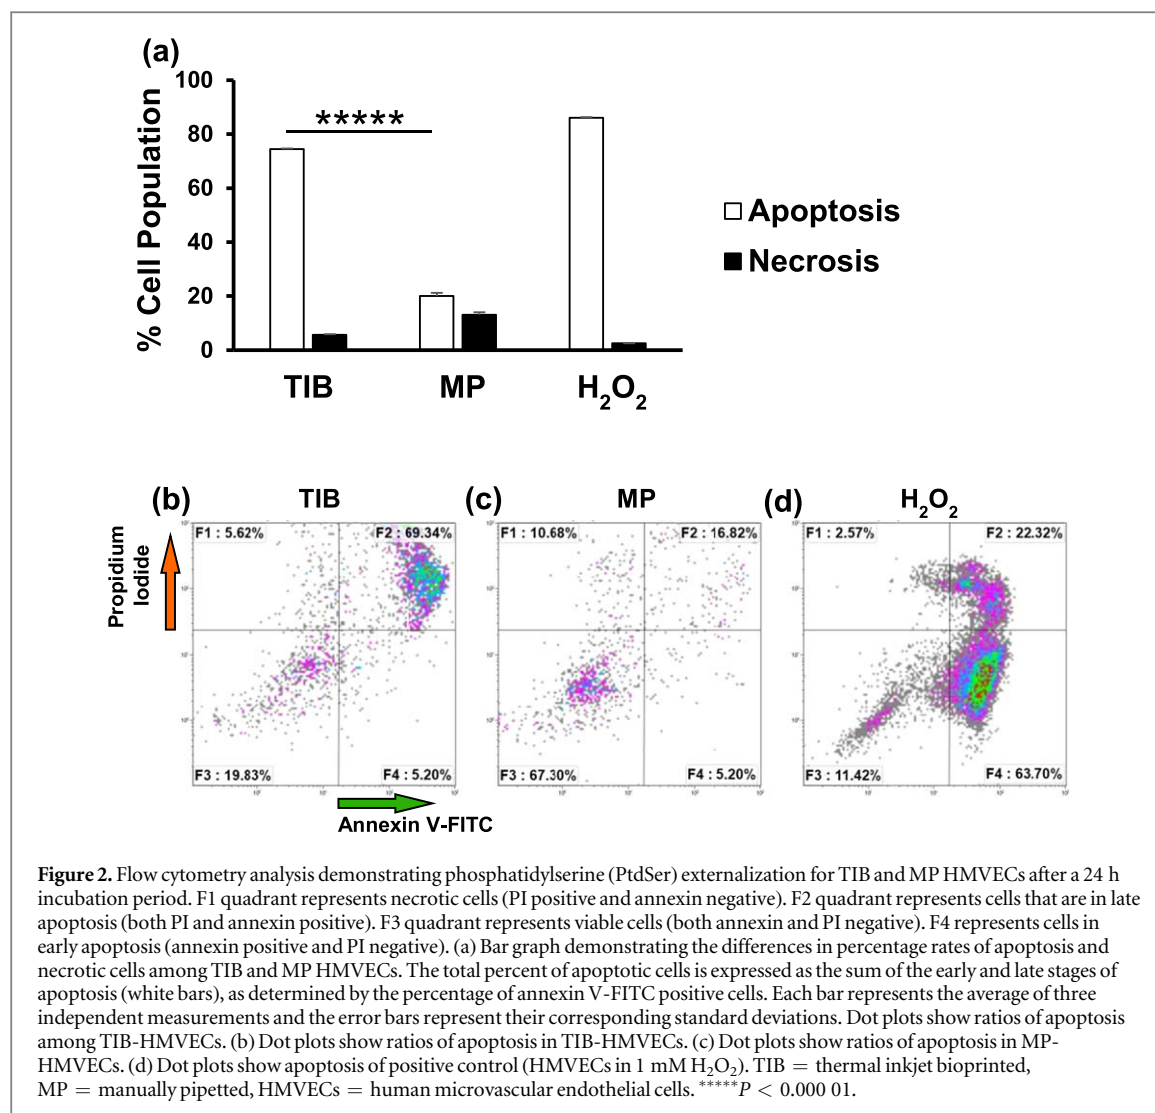 (a)
100
80
60
40
20
0
% Cell Population
*****
Apoptosis
Necrosis
TIB
MP
H2O2
(b)
TIB
(c)
MP
(d)
H2O2
Propidium
Iodide
F1 : 5.62%
F2 : 69.34%
F3 : 19.83%
F4 : 5.20%
F1 : 10.68%
F2 : 16.82%
F3 : 67.30%
F4 : 5.20%
F1 : 2.57%
F2 : 22.32%
F3 : 11.42%
F4 : 63.70%
Annexin V-FITC
Figure 2. Flow cytometry analysis demonstrating phosphatidylserine (PtdSer) externalization for TIB and MP HMVECs after a 24 h
incubation period. F1 quadrant represents necrotic cells (PI positive and annexin negative). F2 quadrant represents cells that are in late
apoptosis (both PI and annexin positive). F3 quadrant represents viable cells (both annexin and PI negative). F4 represents cells in
early apoptosis (annexin positive and PI negative). (a) Bar graph demonstrating the differences in percentage rates of apoptosis and
necrotic cells among TIB and MP HMVECs. The total percent of apoptotic cells is expressed as the sum of the early and late stages of
apoptosis (white bars), as determined by the percentage of annexin V-FITC positive cells. Each bar represents the average of three
independent measurements and the error bars represent their corresponding standard deviations. Dot plots show ratios of apoptosis
among TIB-HMVECs. (b) Dot plots show ratios of apoptosis in TIB-HMVECs. (c) Dot plots show ratios of apoptosis in MP-
HMVECs. (d) Dot plots show apoptosis of positive control (HMVECs in 1 mM H2O2). TIB = thermal inkjet bioprinted,
MP = manually pipetted, HMVECs = human microvascular endothelial cells. *****P < 0.000 01.